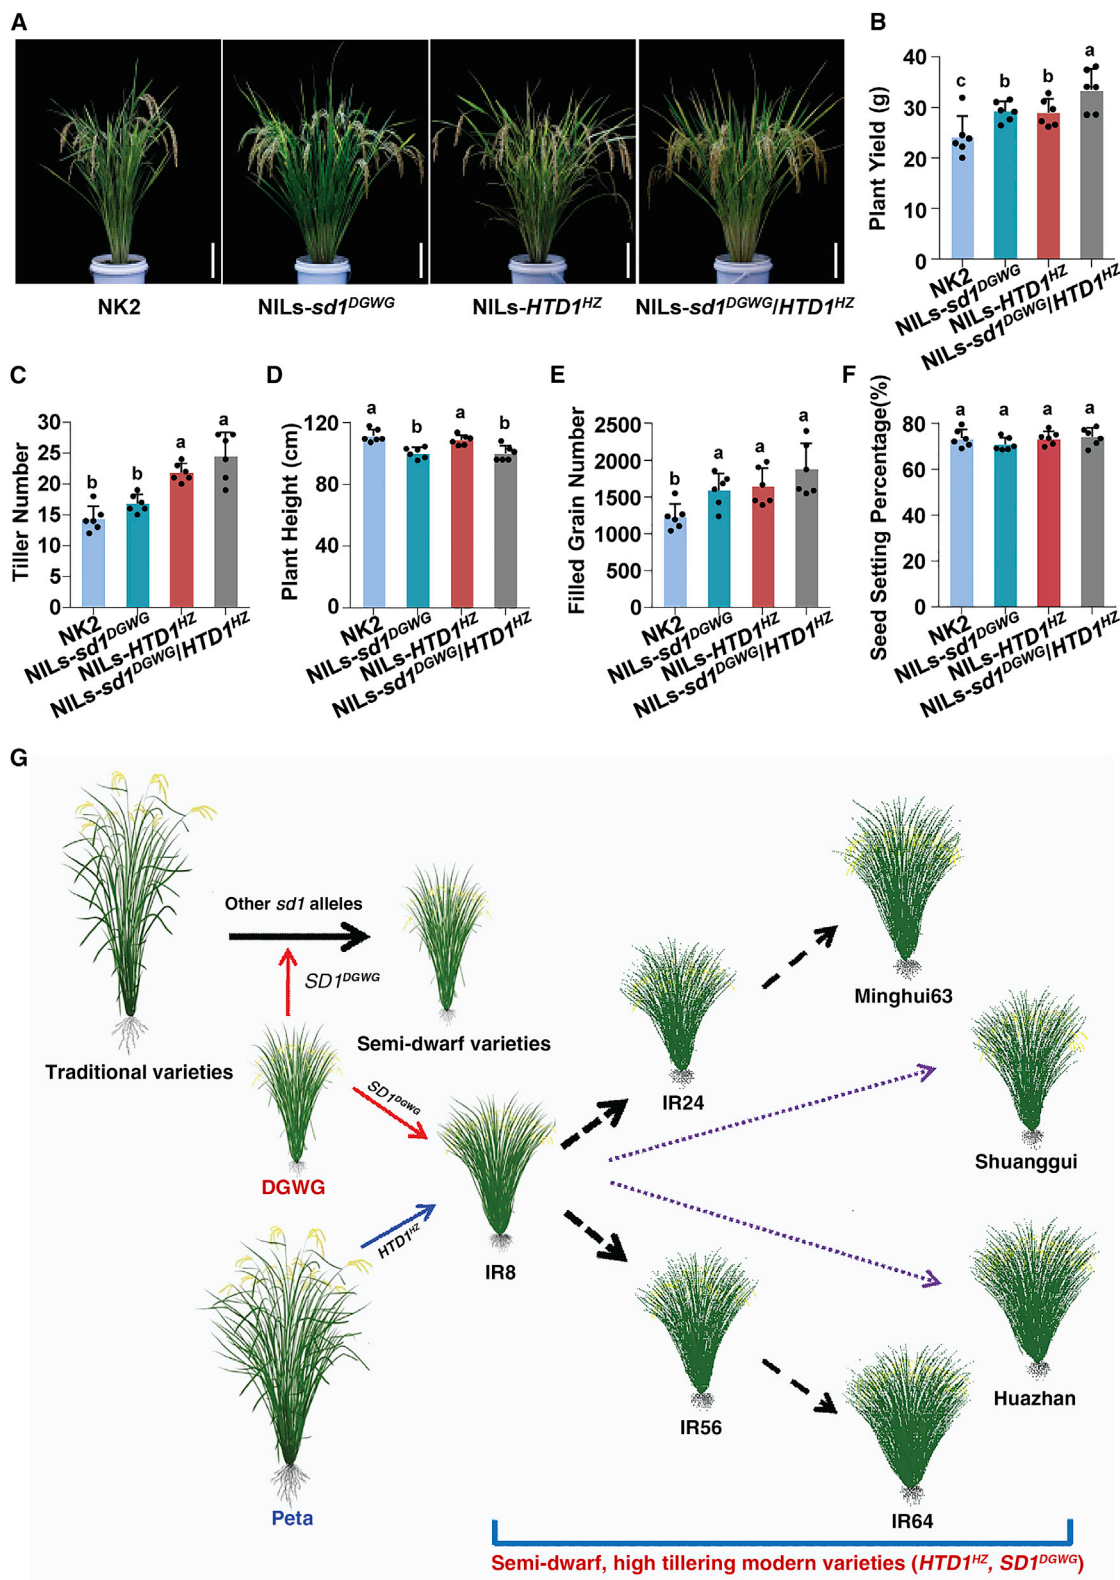 A
NK2
NILs-sd1DGWG
NILs-HTD1HZ
NILs-sd1DGWG/HTD1HZ
B
Plant Yield (g)
40
30
20
10
0
c
b
b
a
NK2
NILs-sd1DGWG
NILs-HTD1HZ
NILs-sd1DGWG/HTD1HZ
C
Tiller Number
30
25
20
15
10
5
0
b
b
a
a
NK2
NILs-sd1DGWG
NILs-HTD1HZ
NILs-sd1DGWG/HTD1HZ
D
Plant Height (cm)
120
80
40
0
a
b
a
b
NK2
NILs-sd1DGWG
NILs-HTD1HZ
NILs-sd1DGWG/HTD1HZ
E
Filled Grain Number
2500
2000
1500
1000
500
0
b
a
a
a
NK2
NILs-sd1DGWG
NILs-HTD1HZ
NILs-sd1DGWG/HTD1HZ
F
Seed Setting Percentage(%)
80
60
40
20
0
a
a
a
a
NK2
NILs-sd1DGWG
NILs-HTD1HZ
NILs-sd1DGWG/HTD1HZ
G
Other sd1 alleles
SD1DGWG
Traditional varieties
Semi-dwarf varieties
SD1DGWG
DGWG
HTD1HZ
Peta
IR8
IR24
Minghui63
Shuanggui
Huazhan
IR56
IR64
Semi-dwarf, high tillering modern varieties (HTD1HZ, SD1DGWG)